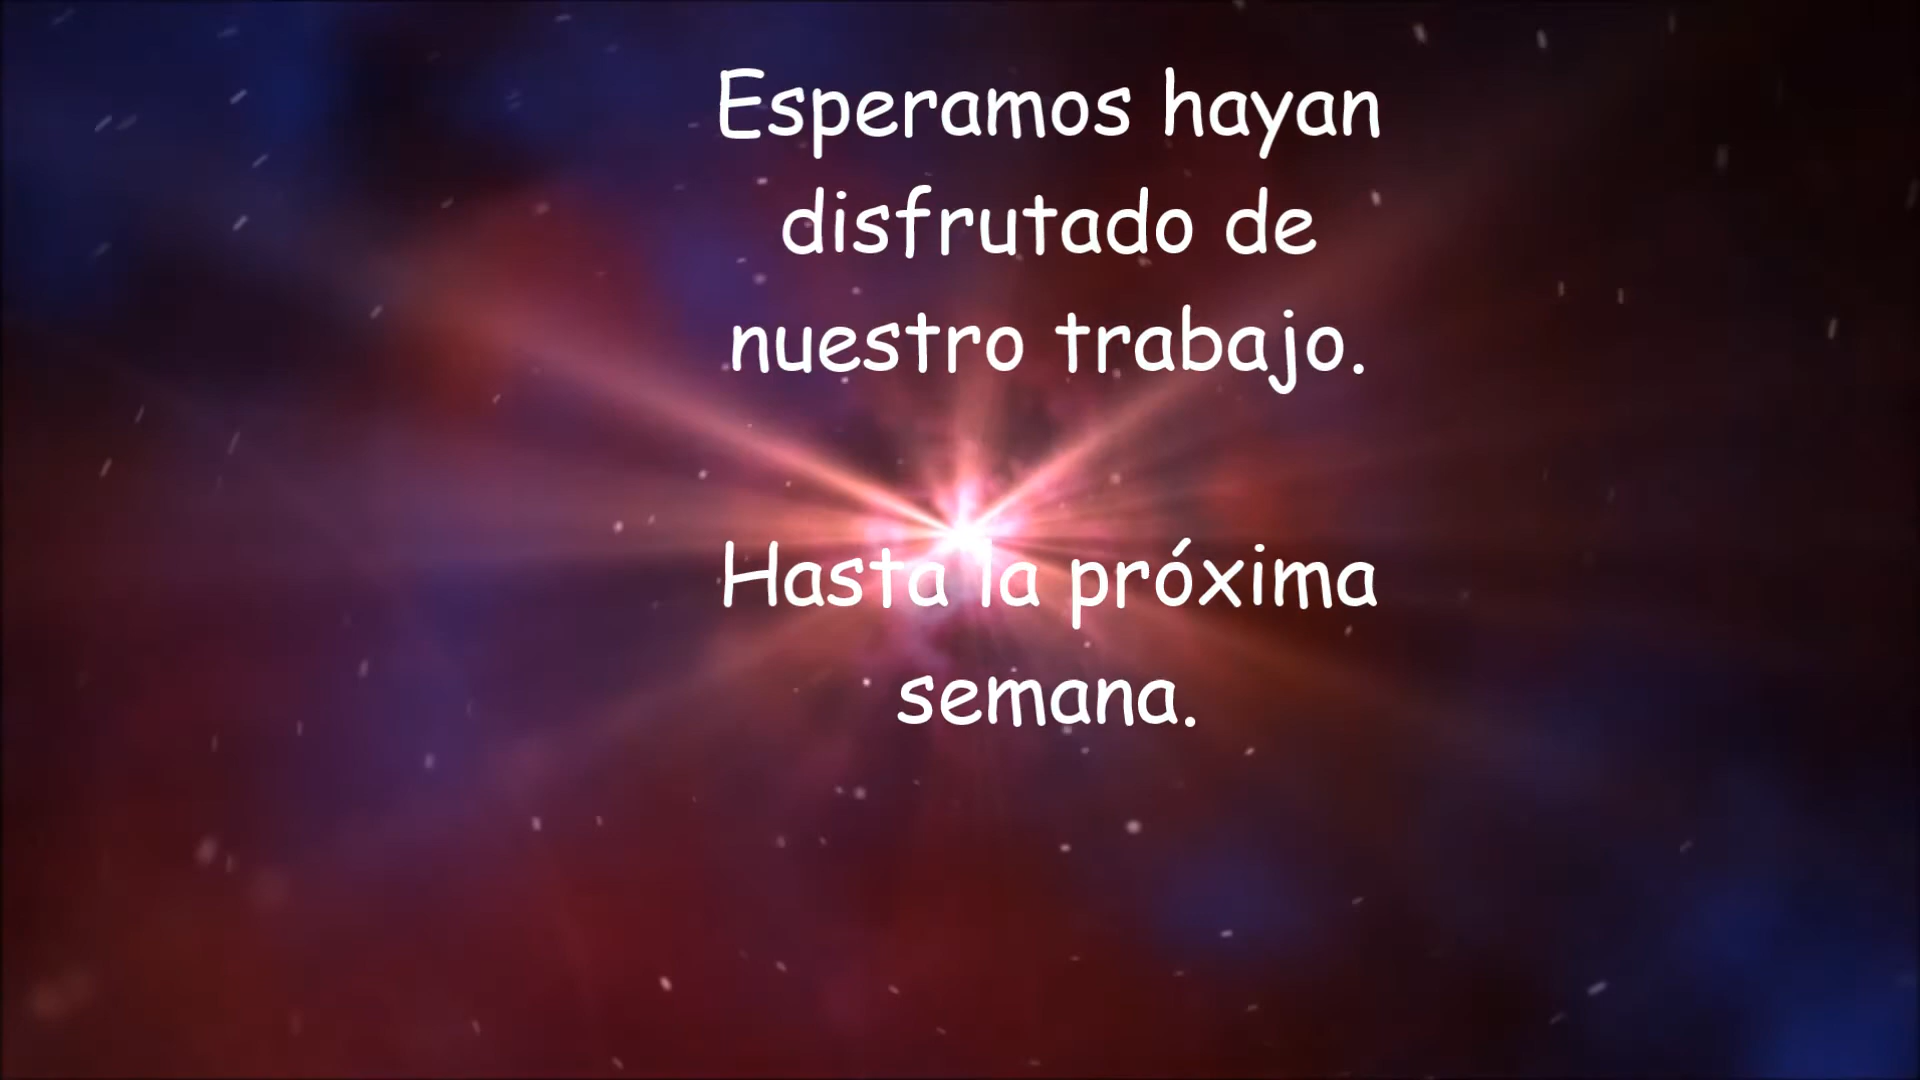 Esperamos hayan
disfrutado de
nuestro trabajo.
Hasta la próxima
semana.